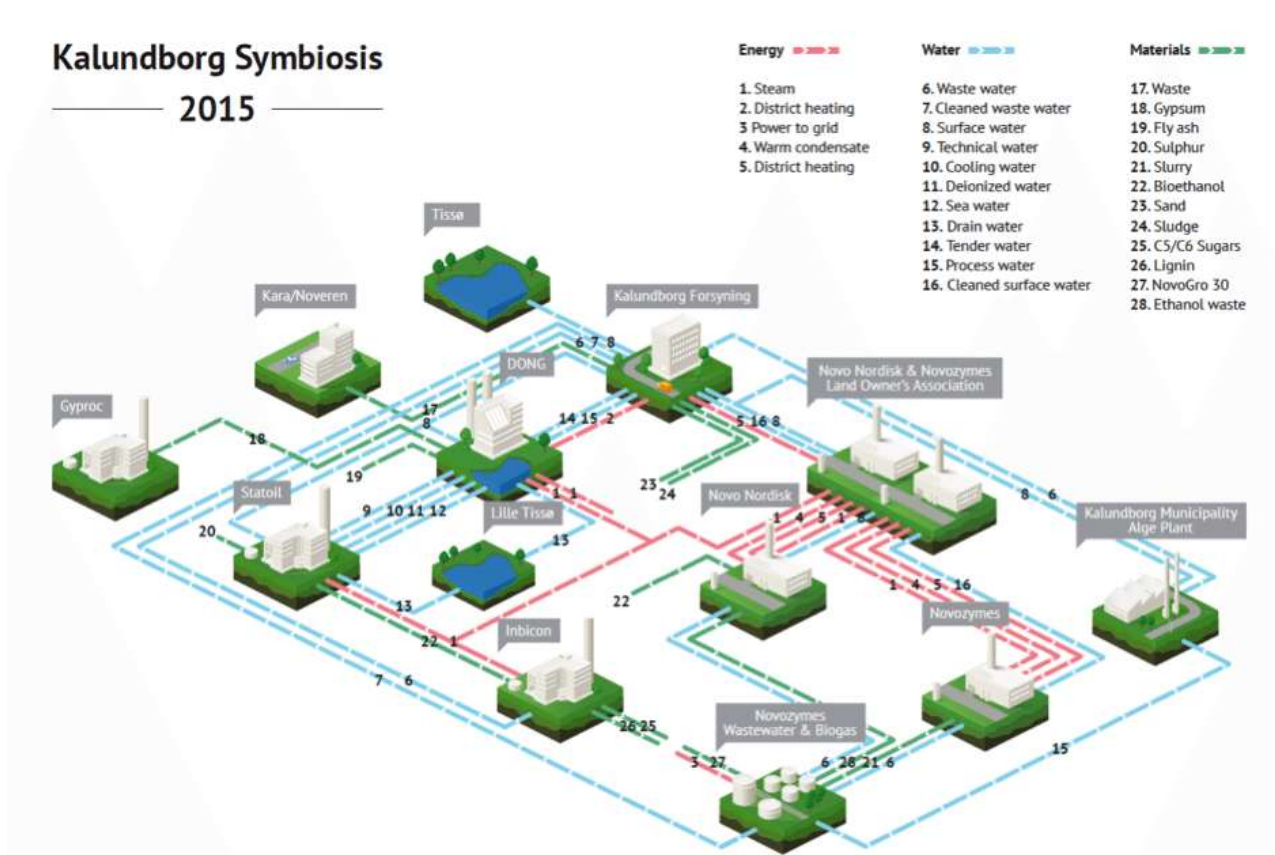 Kalundborg Symbiosis
2015
Energy
1. Steam
2. District heating
3 Power to grid
4. Warm condensate
5. District heating
Water
6. Waste water
7. Cleaned waste water
8. Surface water
9. Technical water
10. Cooling water
11. Deionized water
12. Sea water
13. Drain water
14. Tender water
15. Process water
16. Cleaned surface water
Materials
17. Waste
18. Gypsum
19. Fly ash
20. Sulphur
21. Slurry
22. Bioethanol
23. Sand
24. Sludge
25. C5/C6 Sugars
26. Lignin
27. NovoGro 30
28. Ethanol waste
Tissø
Kara/Noveren
Kalundborg Forsyning
6 7 8
DONG
Novo Nordisk & Novozymes
Land Owner's Association
Gyproc
17
8
14 15 2
5 16 8
18
19
23
24
Statoil
1 1
Novo Nordisk
8 6
9 10 11 12
Lille Tissø
1 4 5 1 8
Kalundborg Municipality
Alge Plant
20
13
1 4 5 16
22
13
Novozymes
Inbicon
22 1
7 6
Novozymes
Wastewater & Biogas
26 25
3 27
6 28 21 6
15